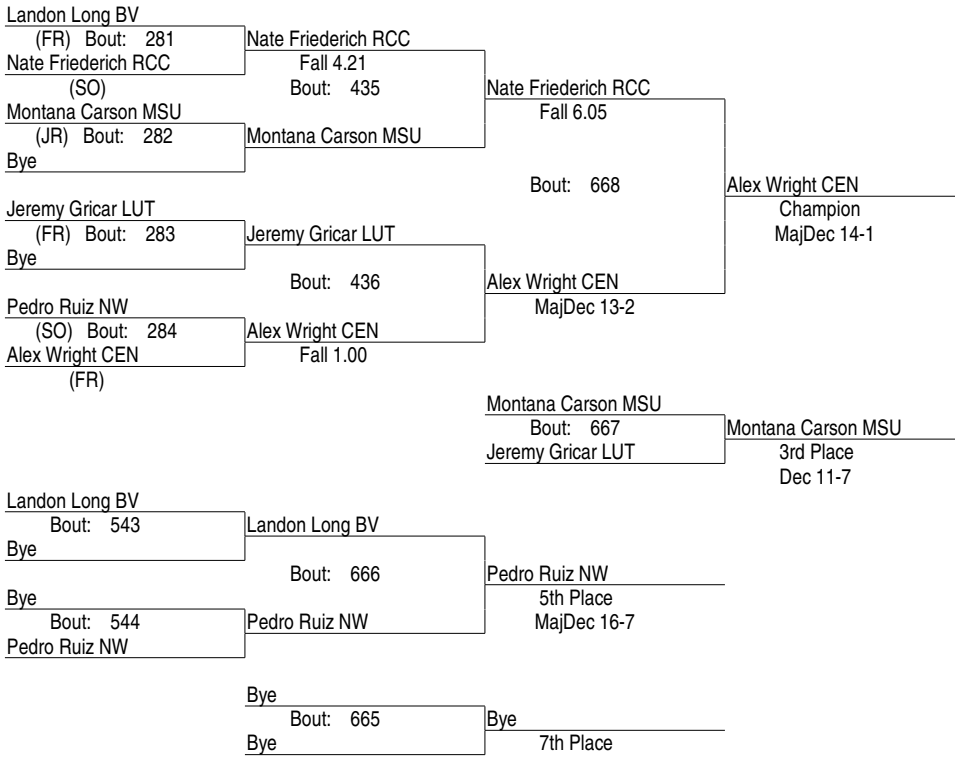 Landon Long BV
(FR) Bout: 281
Nate Friederich RCC
(SO)
Montana Carson MSU
(JR) Bout: 282
Bye
Jeremy Gricar LUT
(FR) Bout: 283
Bye
Pedro Ruiz NW
(SO) Bout: 284
Alex Wright CEN
(FR)
Nate Friederich RCC
Fall 4.21
Bout: 435
Montana Carson MSU
Jeremy Gricar LUT
Bout: 436
Alex Wright CEN
Fall 1.00
Nate Friederich RCC
Fall 6.05
Bout: 668
Alex Wright CEN
MajDec 13-2
Alex Wright CEN
Champion
MajDec 14-1
Montana Carson MSU
Bout: 667
Jeremy Gricar LUT
Montana Carson MSU
3rd Place
Dec 11-7
Landon Long BV
Bout: 543
Bye
Bye
Bout: 544
Pedro Ruiz NW
Landon Long BV
Bout: 666
Pedro Ruiz NW
Pedro Ruiz NW
5th Place
MajDec 16-7
Bye
Bout: 665
Bye
Bye
7th Place